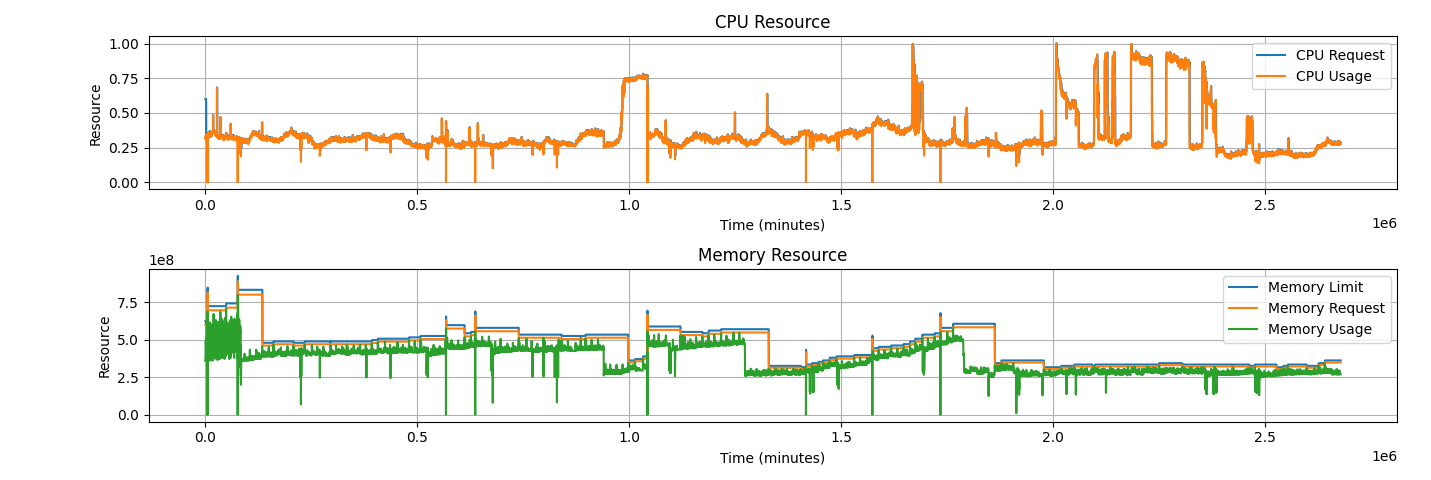 CPU Resource
1.00
0.75
0.50
0.25
0.00
Resource
CPU Request
CPU Usage
0.0 0.5 1.0 1.5 2.0 2.5
Time (minutes)
1e6
Memory Resource
1e8
7.5
5.0
2.5
0.0
Resource
Memory Limit
Memory Request
Memory Usage
0.0 0.5 1.0 1.5 2.0 2.5
Time (minutes)
1e6